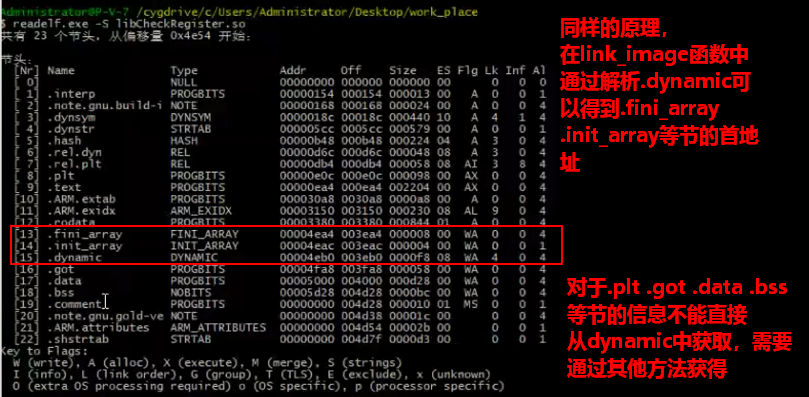 Administrator@P-V-7 /cygdrive/c/Users/Administrator/Desktop/work_place
$ readelf.exe -S libCheckRegister.so
共有 23 个节头，从偏移量 0x4e54 开始：
节头：
[Nr] Name Type Addr Off Size ES Flg Lk Inf Al
[ 0] NULL 00000000 000000 000000 00 0 0 0
[ 1] .interp PROGBITS 00000154 000154 000013 00 A 0 0 1
[ 2] .note.gnu.build-i NOTE 00000168 000168 000024 00 A 0 0 4
[ 3] .dynsym DYNSYM 0000018c 00018c 000440 10 A 4 1 4
[ 4] .dynstr STRTAB 000005cc 0005cc 000579 00 A 0 0 1
[ 5] .hash HASH 00000b48 000b48 000224 04 A 3 0 4
[ 6] .rel.dyn REL 00000d6c 000d6c 000048 08 A 3 0 4
[ 7] .rel.plt REL 00000db4 000db4 000058 08 AI 3 8 4
[ 8] .plt PROGBITS 00000e0c 000e0c 000098 00 AX 0 0 4
[ 9] .text PROGBITS 00000ea4 000ea4 002204 00 AX 0 0 4
[10] .ARM.extab PROGBITS 000030a8 0030a8 0000a8 00 A 0 0 4
[11] .ARM.exidx ARM_EXIDX 00003150 003150 000230 08 AL 9 0 4
[12] .rodata PROGBITS 00003380 003380 000844 01 A 0 0 4
[13] .fini_array FINI_ARRAY 00004ea4 003ea4 000008 00 WA 0 0 4
[14] .init_array INIT_ARRAY 00004eac 003eac 000004 00 WA 0 0 1
[15] .dynamic DYNAMIC 00004eb0 003eb0 0000f8 08 WA 4 0 4
[16] .got PROGBITS 00004fa8 003fa8 000058 00 WA 0 0 4
[17] .data PROGBITS 00005000 004000 000d28 00 WA 0 0 4
[18] .bss NOBITS 00005d28 004d28 0000bc 00 WA 0 0 4
[19] .comment PROGBITS 00000000 004d28 000010 01 MS 0 0 1
[20] .note.gnu.gold-ve NOTE 00000000 004d38 00001c 00 0 0 4
[21] .ARM.attributes ARM_ATTRIBUTES 00000000 004d54 00002b 00 0 0 1
[22] .shstrtab STRTAB 00000000 004d7f 0000d3 00 0 0 1
Key to Flags:
W (write), A (alloc), X (execute), M (merge), S (strings)
I (info), L (link order), G (group), T (TLS), E (exclude), x (unknown)
O (extra OS processing required) o (OS specific), p (processor specific)
同样的原理，
在link_image函数中
通过解析.dynamic可
以得到.fini_array
.init_array等节的首地
址
对于.plt .got .data .bss
等节的信息不能直接
从dynamic中获取，需要
通过其他方法获得